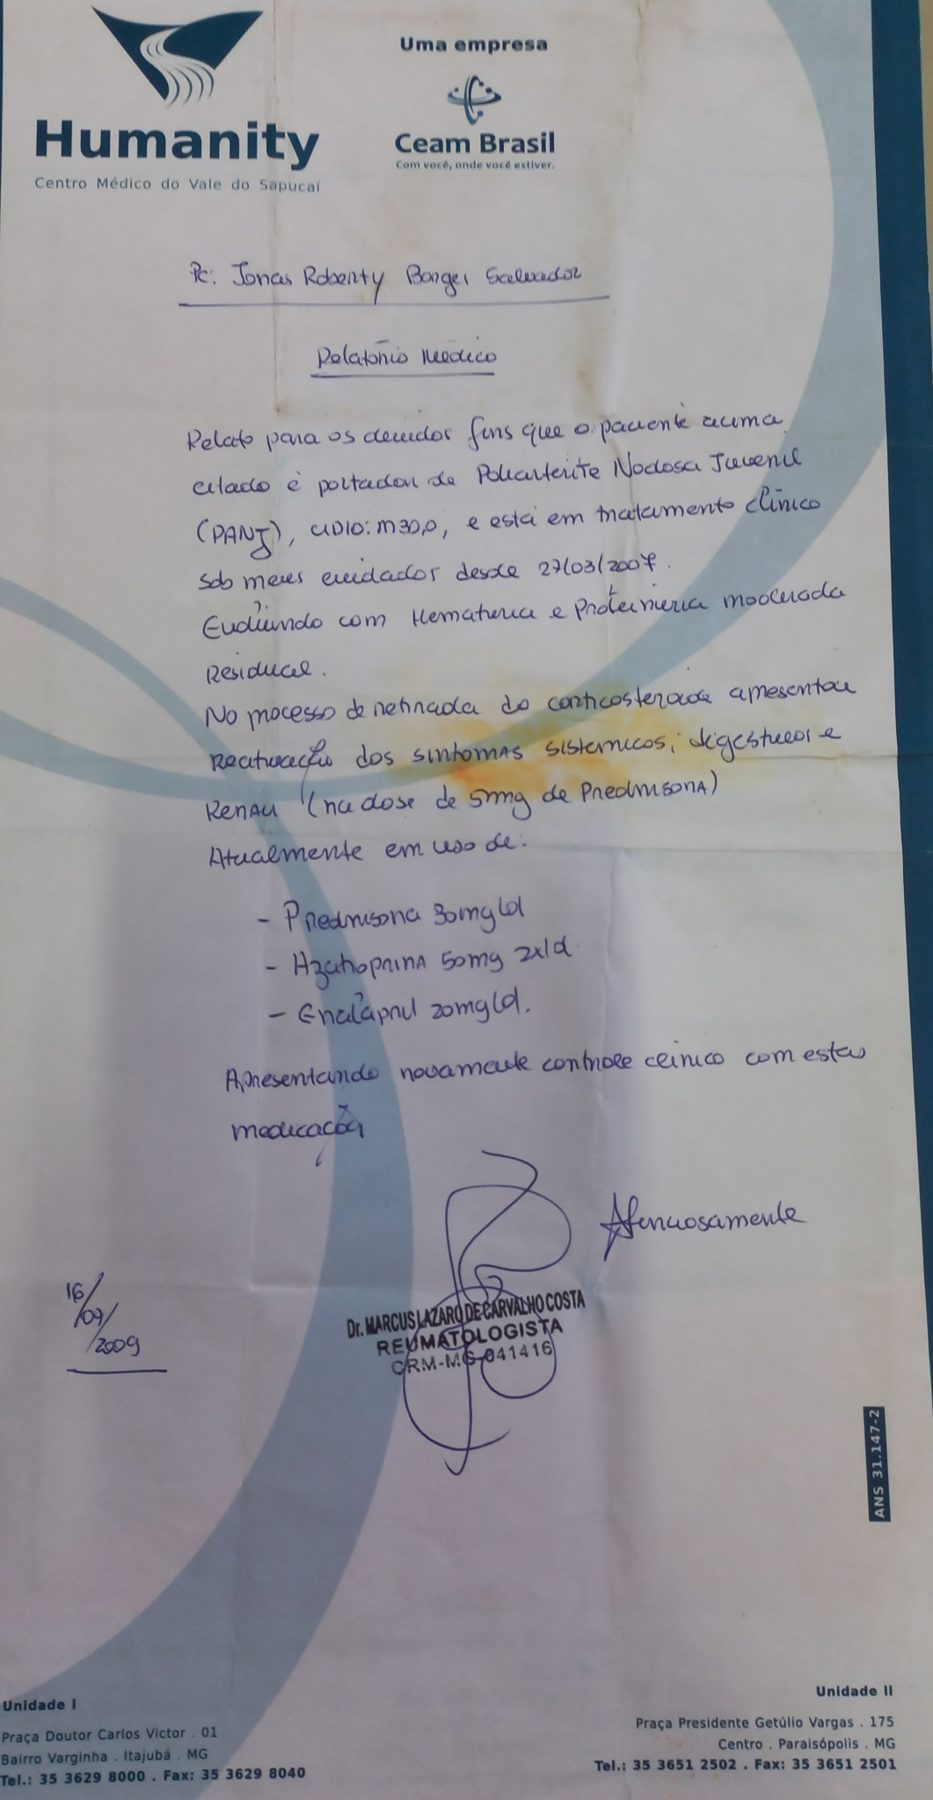 Humanity
Centro Médico do Vale do Sapucaí
Uma empresa
Ceam Brasil
Com você, onde você estiver.
Pc: Jonas Roberty Borges Salvador
Relatório Médico
Relato para os devidos fins que o paciente acima
citado é portador de Poliarterite Nodosa Juvenil
(PANJ), CID10: M30.0, e está em tratamento clínico
sob meus cuidados desde 27/03/2007.
Evoluindo com Hematúria e Proteinúria moderada
Residual.
No processo de retirada do corticosteroide apresentou
Reativação dos sintomas sistêmicos, digestivos e
Renal (na dose de 5mg de Prednisona)
Atualmente em uso de:
- Prednisona 30mg/d
- Azatioprina 50mg 2x/d.
- Enalapril 20mg/d.
Apresentando novamente controle clínico com estas
medicações
Atenciosamente
16/07/2009
Dr. MARCUS LAZARO DE CARVALHO COSTA
REUMATOLOGISTA
CRM-MG-041416
ANS 31.147-2
Unidade I
Praça Doutor Carlos Victor . 01
Bairro Varginha . Itajubá . MG
Tel.: 35 3629 8000 . Fax: 35 3629 8040
Unidade II
Praça Presidente Getúlio Vargas . 175
Centro . Paraisópolis . MG
Tel.: 35 3651 2502 . Fax: 35 3651 2501